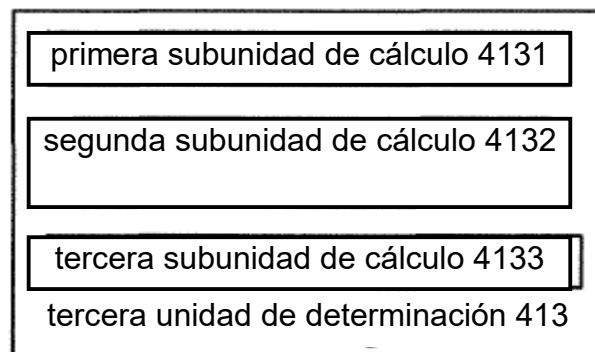 primera subunidad de cálculo 4131
segunda subunidad de cálculo 4132
tercera subunidad de cálculo 4133
tercera unidad de determinación 413